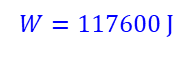 W = 117600 J